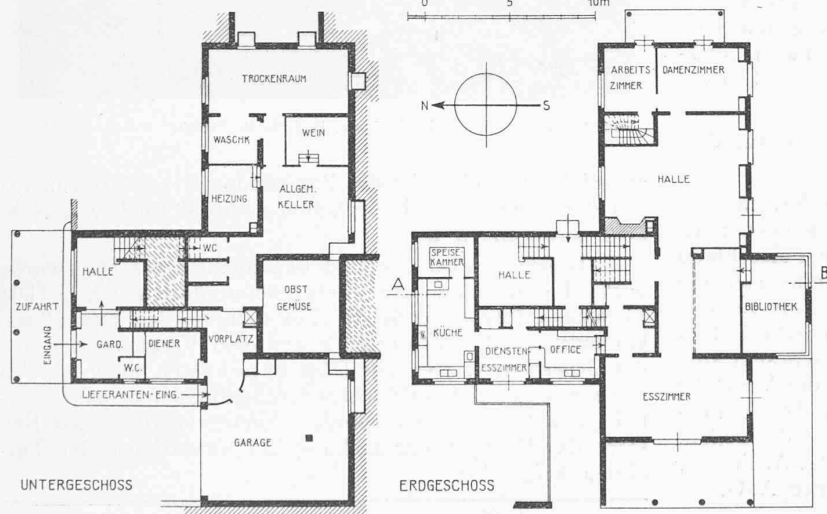 0 5 10m
TROCKENRAUM
WASCHK
WEIN
HEIZUNG
ALLGEM.
KELLER
W.C
HALLE
ZUFAHRT
OBST
GEMÜSE
EINGANG
GARD.
DIENER
VORPLATZ
W.C.
LIEFERANTEN-EING.
GARAGE
UNTERGESCHOSS
N S
ARBEITS-
ZIMMER
DAMENZIMMER
HALLE
SPEISE
KAMMER
HALLE
A
B
BIBLIOTHEK
KÜCHE
DIENSTEN-
ESSZIMMER
OFFICE
ESSZIMMER
ERDGESCHOSS